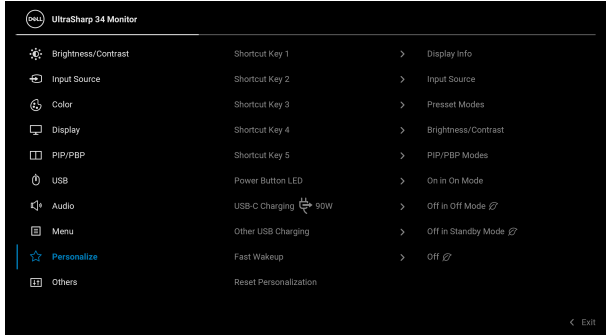 DELL UltraSharp 34 Monitor
Brightness/Contrast Shortcut Key 1 > Display Info
Input Source Shortcut Key 2 > Input Source
Color Shortcut Key 3 > Presset Modes
Display Shortcut Key 4 > Brightness/Contrast
PIP/PBP Shortcut Key 5 > PIP/PBP Modes
USB Power Button LED > On in On Mode
Audio USB-C Charging 90W > Off in Off Mode
Menu Other USB Charging > Off in Standby Mode
Personalize Fast Wakeup > Off
Others Reset Personalization
< Exit